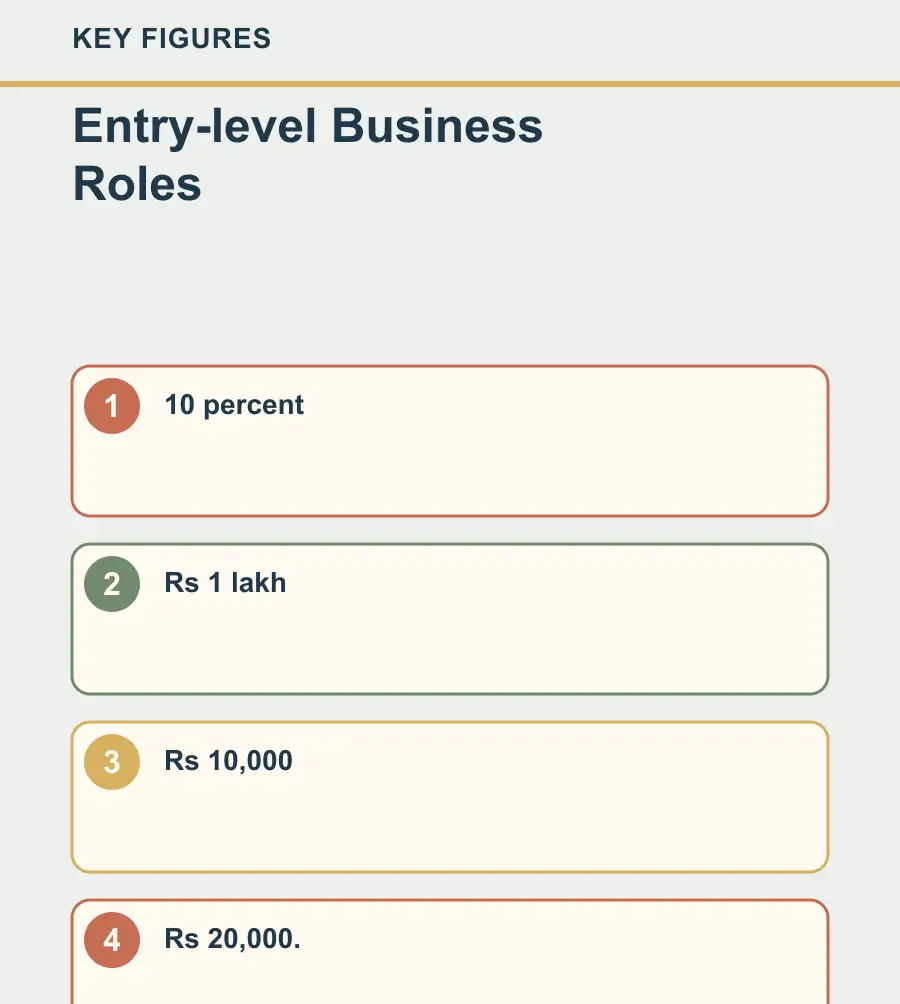 KEY FIGURES
Entry-level Business
Roles
1 10 percent
2 Rs 1 lakh
3 Rs 10,000
4 Rs 20,000.